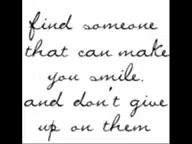 find someone
that can make
you smile.
and don't give
up on them